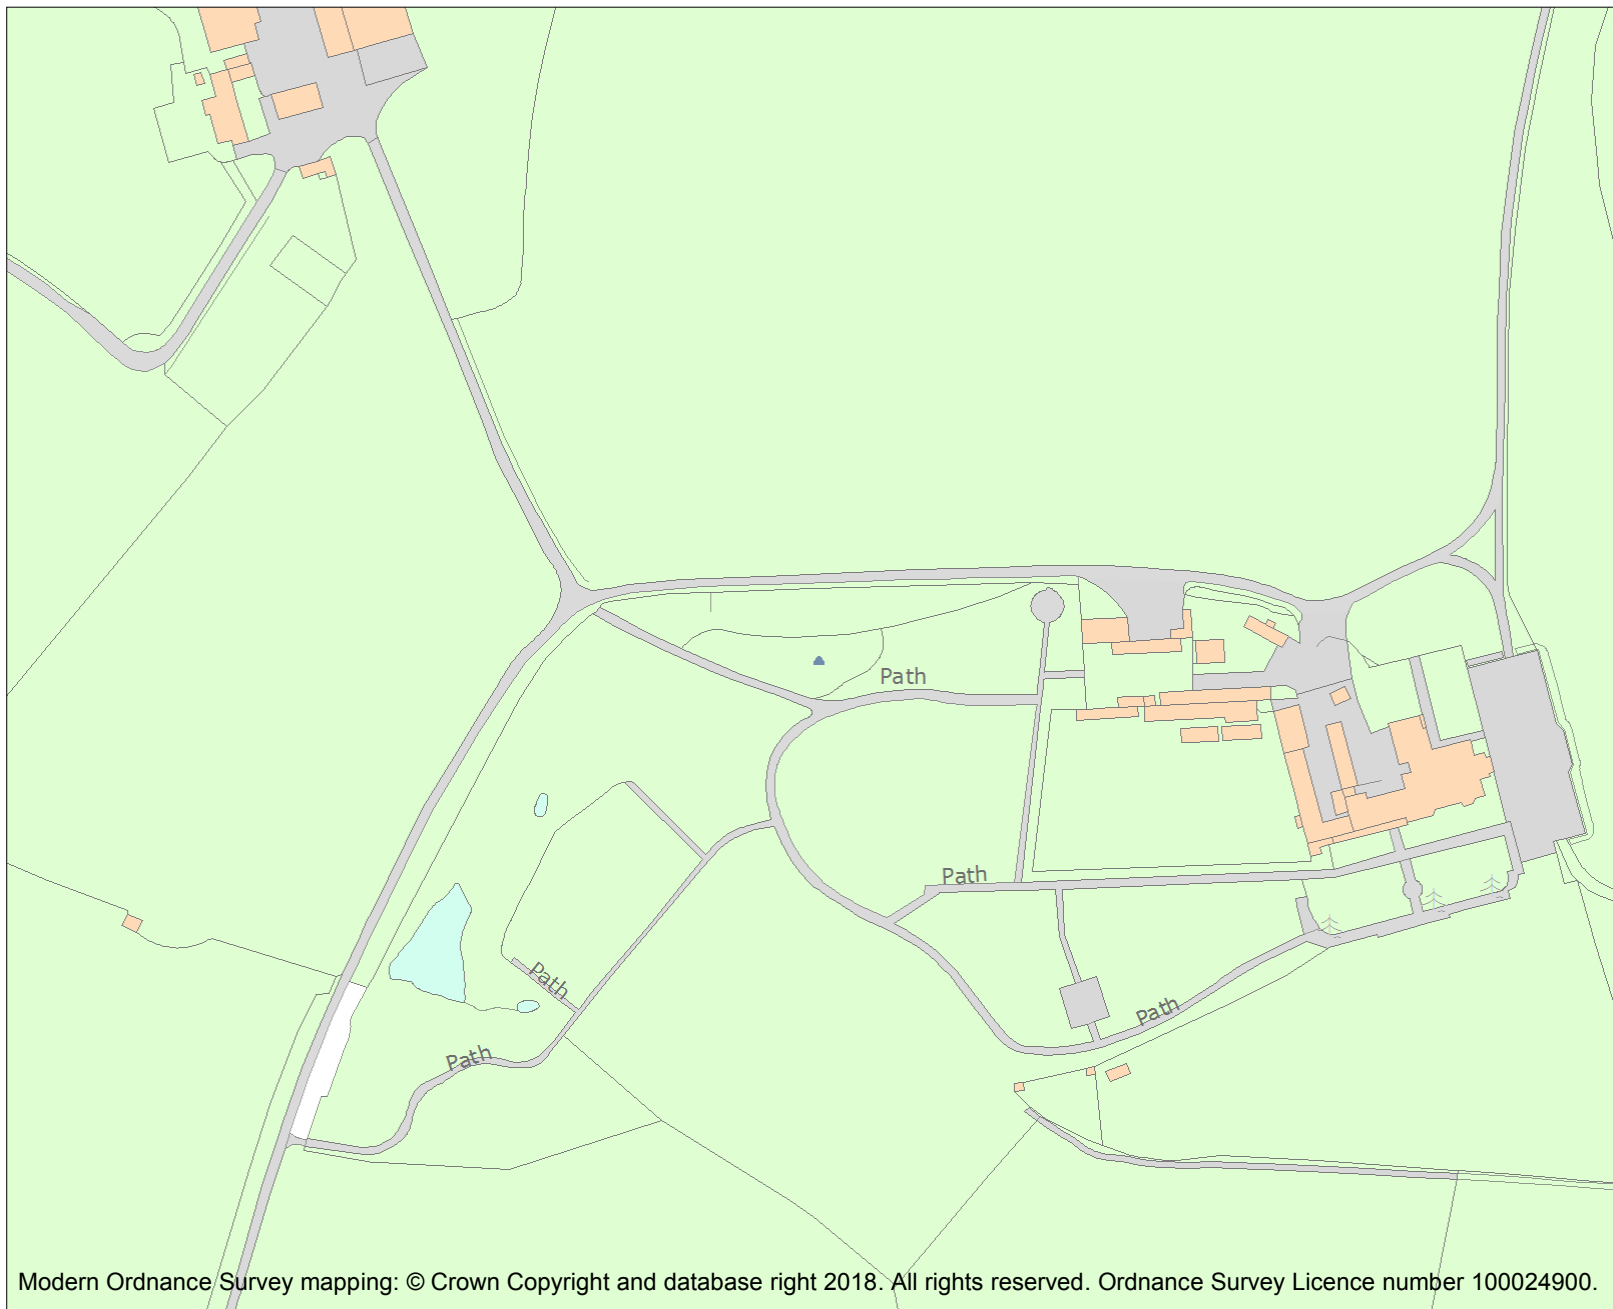 Path
Path
Path
Path
Path
Modern Ordnance Survey mapping: © Crown Copyright and database right 2018. All rights reserved. Ordnance Survey Licence number 100024900.